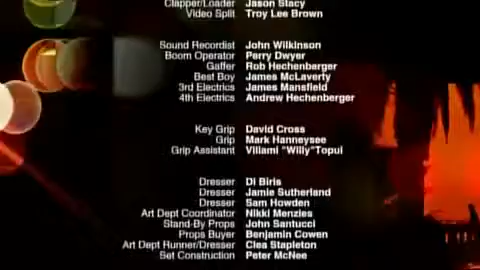 Clapper/Loader Jason Stacy
Video Split Troy Lee Brown
Sound Recordist John Wilkinson
Boom Operator Perry Dwyer
Gaffer Rob Hechenberger
Best Boy James McLaverty
3rd Electrics James Mansfield
4th Electrics Andrew Hechenberger
Key Grip David Cross
Grip Mark Hanneysee
Grip Assistant Villami "Willy"Topui
Dresser Di Biris
Dresser Jamie Sutherland
Dresser Sam Howden
Art Dept Coordinator Nikki Menzies
Stand-By Props John Santucci
Props Buyer Benjamin Cowen
Art Dept Runner/Dresser Clea Stapleton
Set Construction Peter McNee